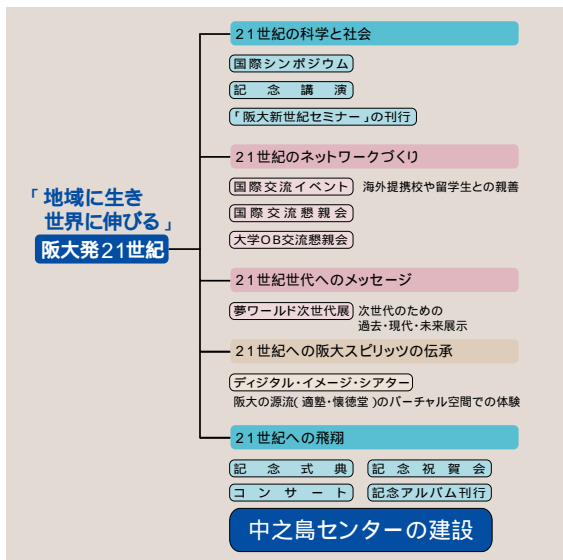 「地域に生き
世界に伸びる」
阪大発21世紀
21世紀の科学と社会
国際シンポジウム
記念講演
「阪大新世紀セミナー」の刊行
21世紀のネットワークづくり
国際交流イベント 海外提携校や留学生との親善
国際交流懇親会
大学OB交流懇親会
21世紀世代へのメッセージ
夢ワールド次世代展 次世代のための
過去・現代・未来展示
21世紀への阪大スピリッツの伝承
ディジタル・イメージ・シアター
阪大の源流(適塾・懐徳堂)のバーチャル空間での体験
21世紀への飛翔
記念式典 記念祝賀会
コンサート 記念アルバム刊行
中之島センターの建設